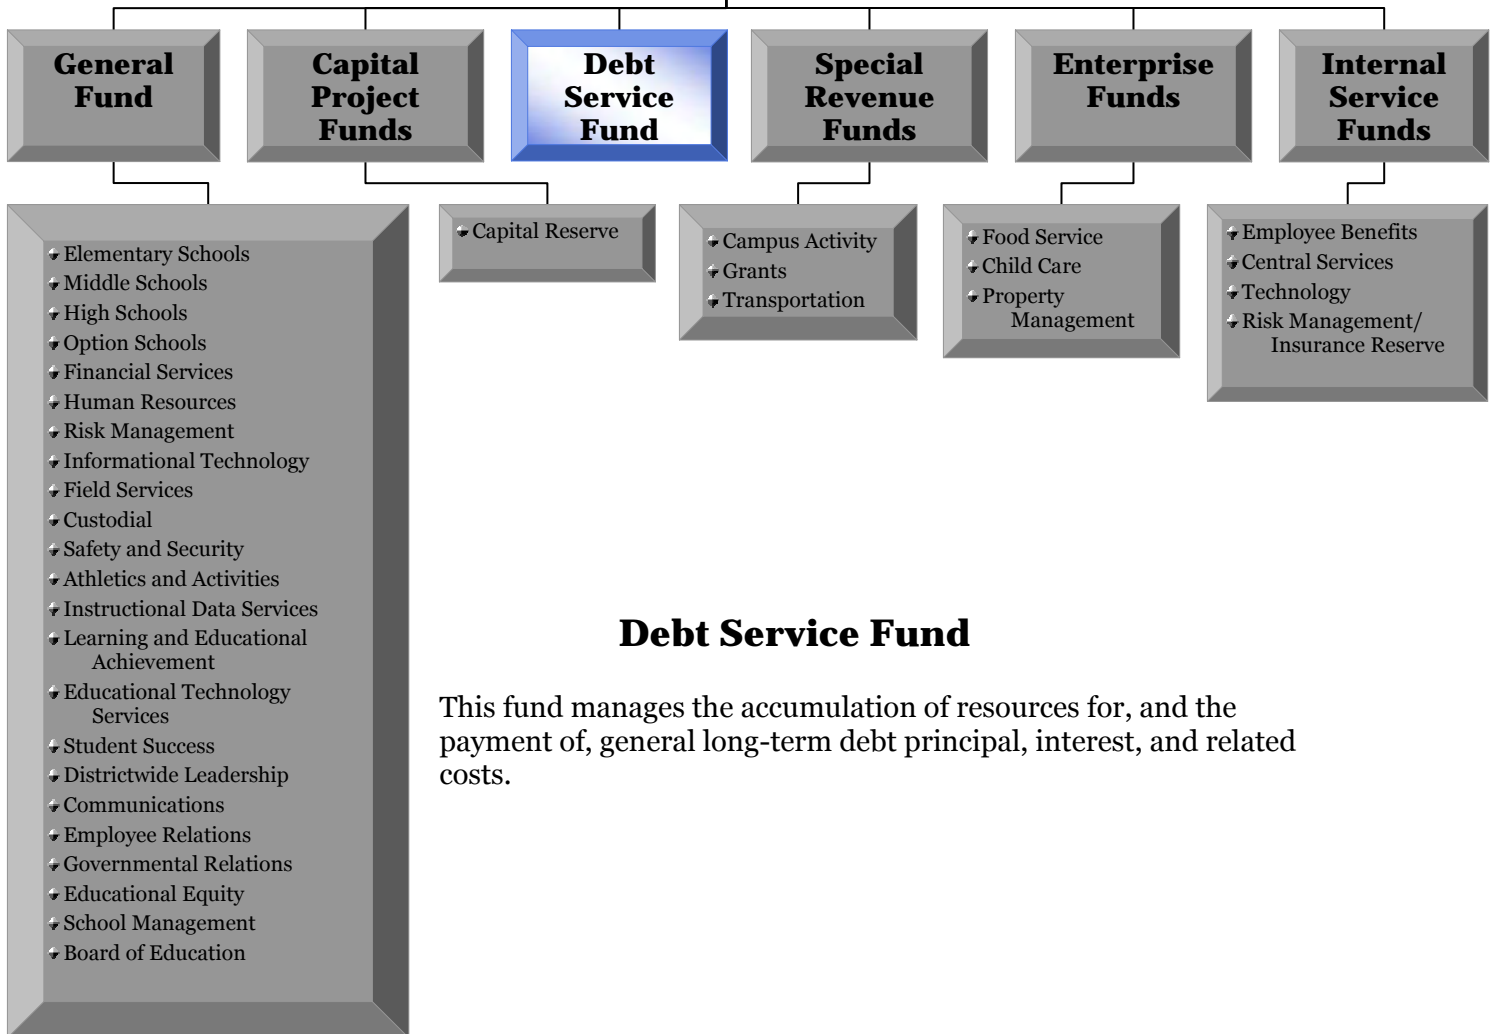 General
Fund
Capital
Project
Funds
Debt
Service
Fund
Special
Revenue
Funds
Enterprise
Funds
Internal
Service
Funds
Elementary Schools
Middle Schools
High Schools
Option Schools
Financial Services
Human Resources
Risk Management
Informational Technology
Field Services
Custodial
Safety and Security
Athletics and Activities
Instructional Data Services
Learning and Educational
Achievement
Educational Technology
Services
Student Success
Districtwide Leadership
Communications
Employee Relations
Governmental Relations
Educational Equity
School Management
Board of Education
Capital Reserve
Campus Activity
Grants
Transportation
Food Service
Child Care
Property
Management
Employee Benefits
Central Services
Technology
Risk Management/
Insurance Reserve
Debt Service Fund
This fund manages the accumulation of resources for, and the
payment of, general long-term debt principal, interest, and related
costs.